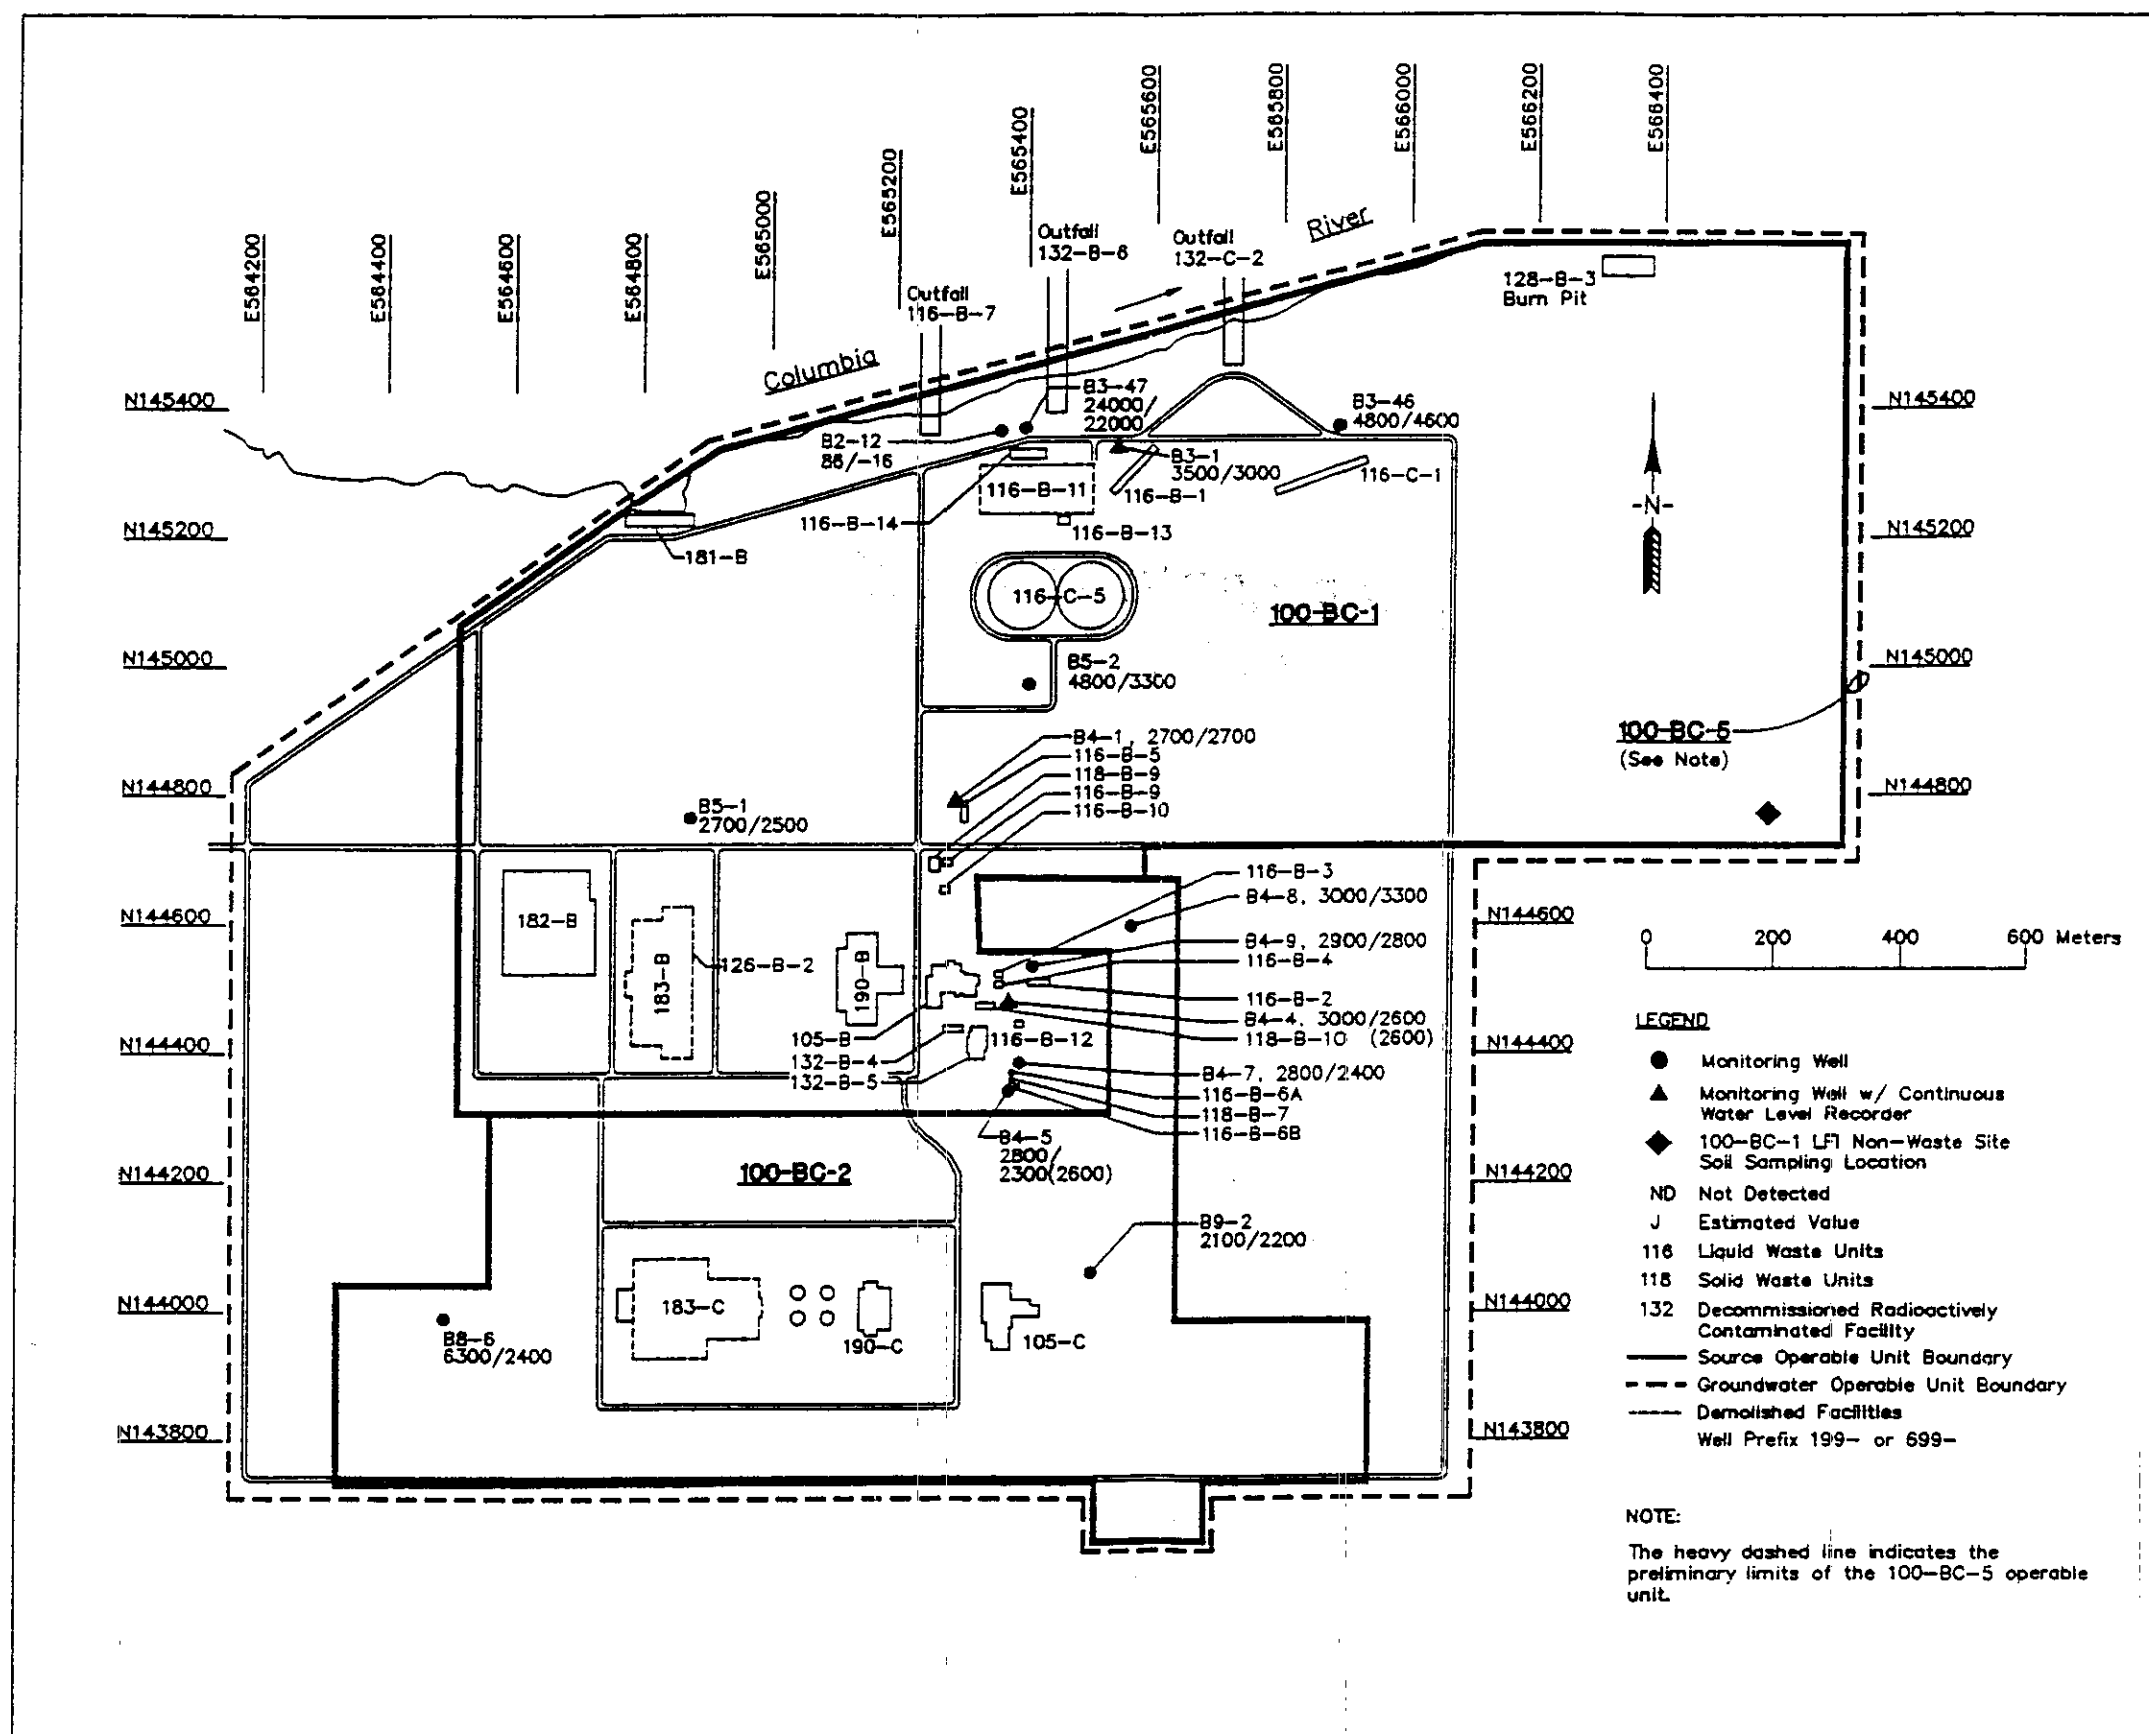 E564200
E564400
E564600
E564800
E565000
E565200
E565400
E565600
E565800
E566000
E566200
E566400
Outfall
132-B-6
Outfall
132-C-2
River
Outfall
116-B-7
Columbia
128-B-3
Burn Pit
N145400
N145400
B3-47
24000
22000/
B3-46
4800/4600
B2-12
86/-16
B3-1
3500/3000
116-B-11
116-B-1
116-C-1
-N-
N145200
N145200
116-B-14
116-B-13
181-B
116-C-5
100-BC-1
N145000
N145000
B5-2
4800/3300
100-BC-5
(See Note)
B4-1, 2700/2700
116-B-5
118-B-9
116-B-9
116-B-10
N144800
N144800
B5-1
2700/2500
116-B-3
B4-8, 3000/3300
N144600
N144600
182-B
183-B
126-B-2
190-B
B4-9, 2900/2800
116-B-4
116-B-2
B4-4, 3000/2600
118-B-10 (2600)
0 200 400 600 Meters
N144400
N144400
105-B
116-B-12
132-B-4
132-B-5
B4-7, 2800/2400
116-B-6A
118-B-7
116-B-6B
B4-5
2800/
2300(2600)
N144200
N144200
100-BC-2
B9-2
2100/2200
N144000
N144000
183-C
190-C
105-C
B8-6
6300/2400
N143800
N143800
LEGEND
Monitoring Well
Monitoring Well w/ Continuous
Water Level Recorder
100-BC-1 LFI Non-Waste Site
Soil Sampling Location
ND Not Detected
J Estimated Value
116 Liquid Waste Units
118 Solid Waste Units
132 Decommissioned Radioactively
Contaminated Facility
Source Operable Unit Boundary
Groundwater Operable Unit Boundary
Demolished Facilities
Well Prefix 199- or 699-
NOTE:
The heavy dashed line indicates the
preliminary limits of the 100-BC-5 operable
unit.